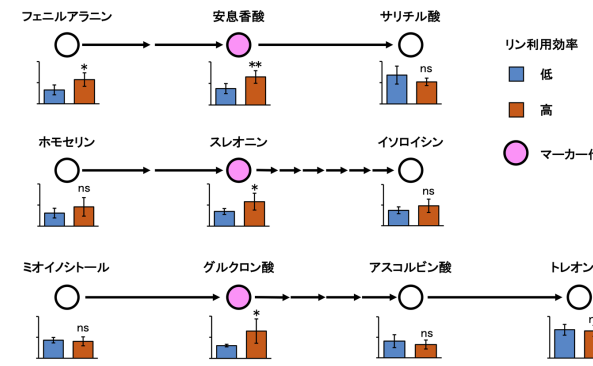 フェニルアラニン 安息香酸 サリチル酸
* ** ns
リン利用効率
低
高
ホモセリン スレオニン イソロイシン
マーカー
ns * ns
ミオイノシトール グルクロン酸 アスコルビン酸 トレオン
ns * ns